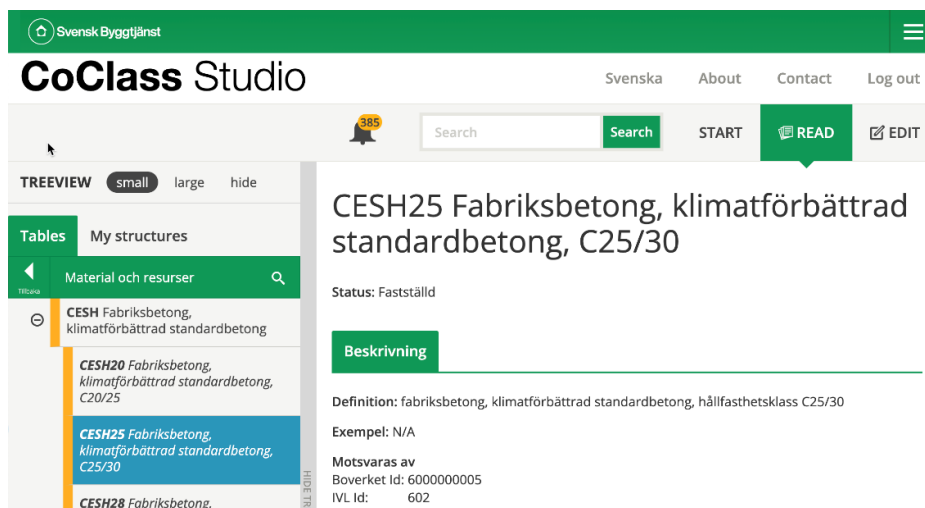 Svensk Byggtjänst
CoClass Studio
Svenska About Contact Log out
385
Search Search START READ EDIT
TREEVIEW small large hide
Tables My structures
Tillbaka
Material och resurser
CESH Fabriksbetong,
klimatförbättrad standardbetong
CESH20 Fabriksbetong,
klimatförbättrad standardbetong,
C20/25
CESH25 Fabriksbetong,
klimatförbättrad standardbetong,
C25/30
CESH28 Fabriksbetong,
HIDE TR
CESH25 Fabriksbetong, klimatförbättrad
standardbetong, C25/30
Status: Fastställd
Beskrivning
Definition: fabriksbetong, klimatförbättrad standardbetong, hållfasthetsklass C25/30
Exempel: N/A
Motsvaras av
Boverket Id: 6000000005
IVL Id: 602